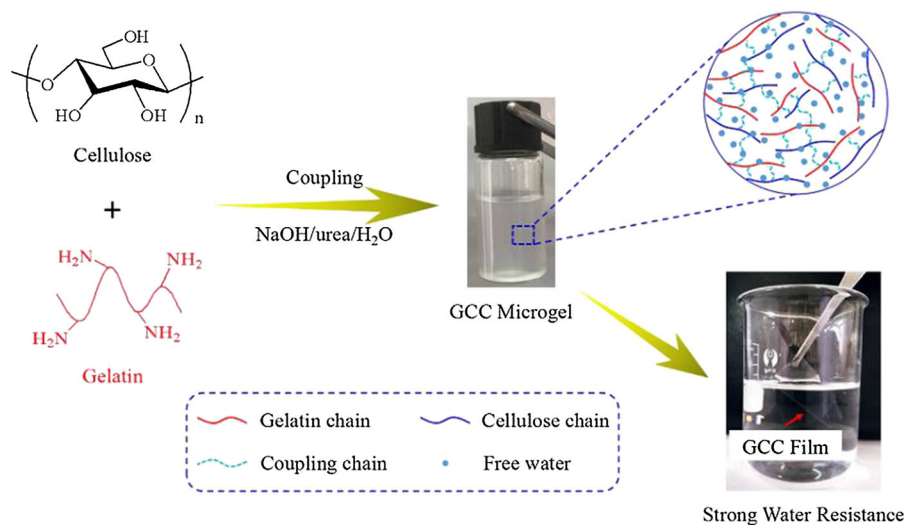 OH
O
O
HO
OH
n
Cellulose
+
H₂N
NH₂
H₂N
NH₂
Gelatin
Coupling
NaOH/urea/H₂O
GCC Microgel
GCC Film
Strong Water Resistance
Gelatin chain
Cellulose chain
Coupling chain
Free water